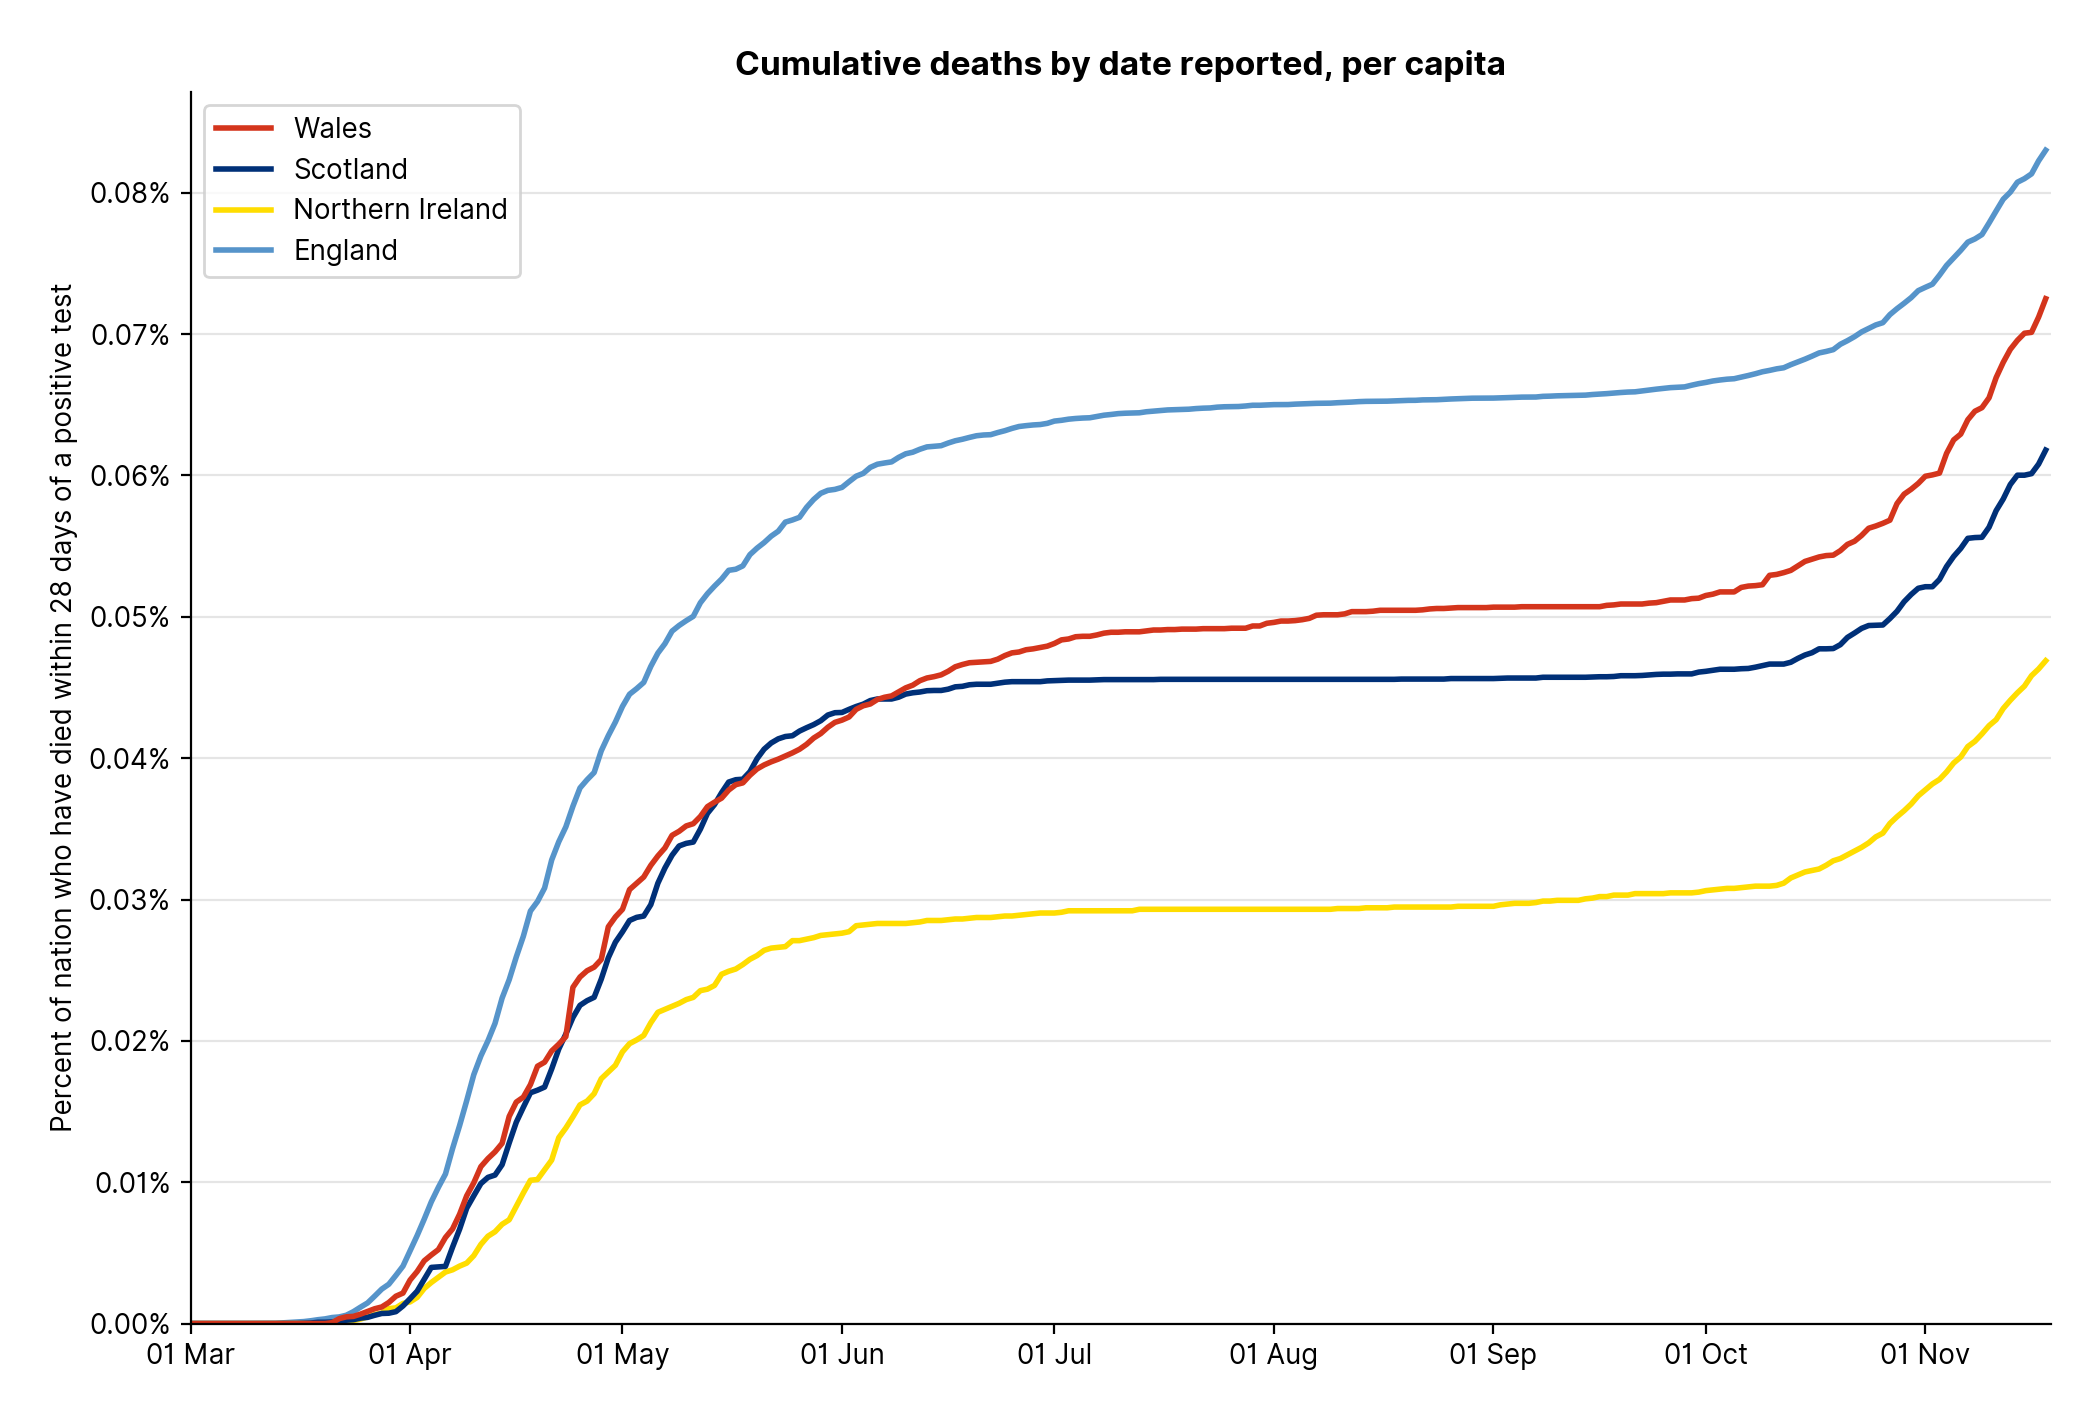 Cumulative deaths by date reported, per capita
Wales
Scotland
Northern Ireland
England
Percent of nation who have died within 28 days of a positive test
0.08%
0.07%
0.06%
0.05%
0.04%
0.03%
0.02%
0.01%
0.00%
01 Mar 01 Apr 01 May 01 Jun 01 Jul 01 Aug 01 Sep 01 Oct 01 Nov